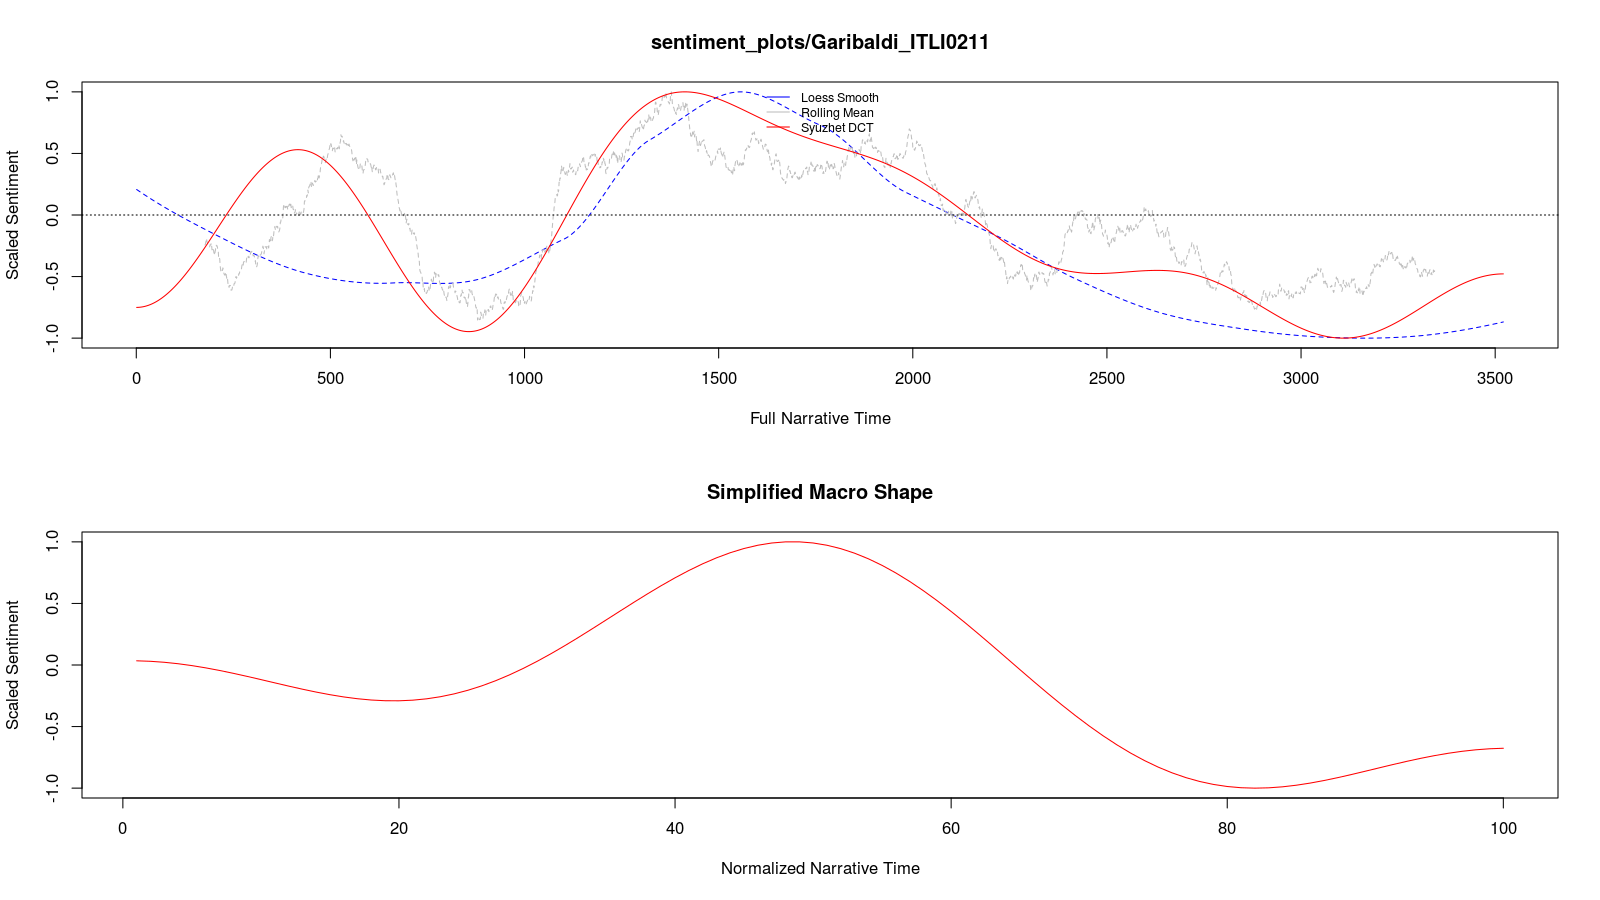 sentiment_plots/Garibaldi_ITLI0211
1.0
0.5
0.0
-0.5
-1.0
Scaled Sentiment
Loess Smooth
Rolling Mean
Syuzhet DCT
0 500 1000 1500 2000 2500 3000 3500
Full Narrative Time
Simplified Macro Shape
1.0
0.5
0.0
-0.5
-1.0
Scaled Sentiment
0 20 40 60 80 100
Normalized Narrative Time